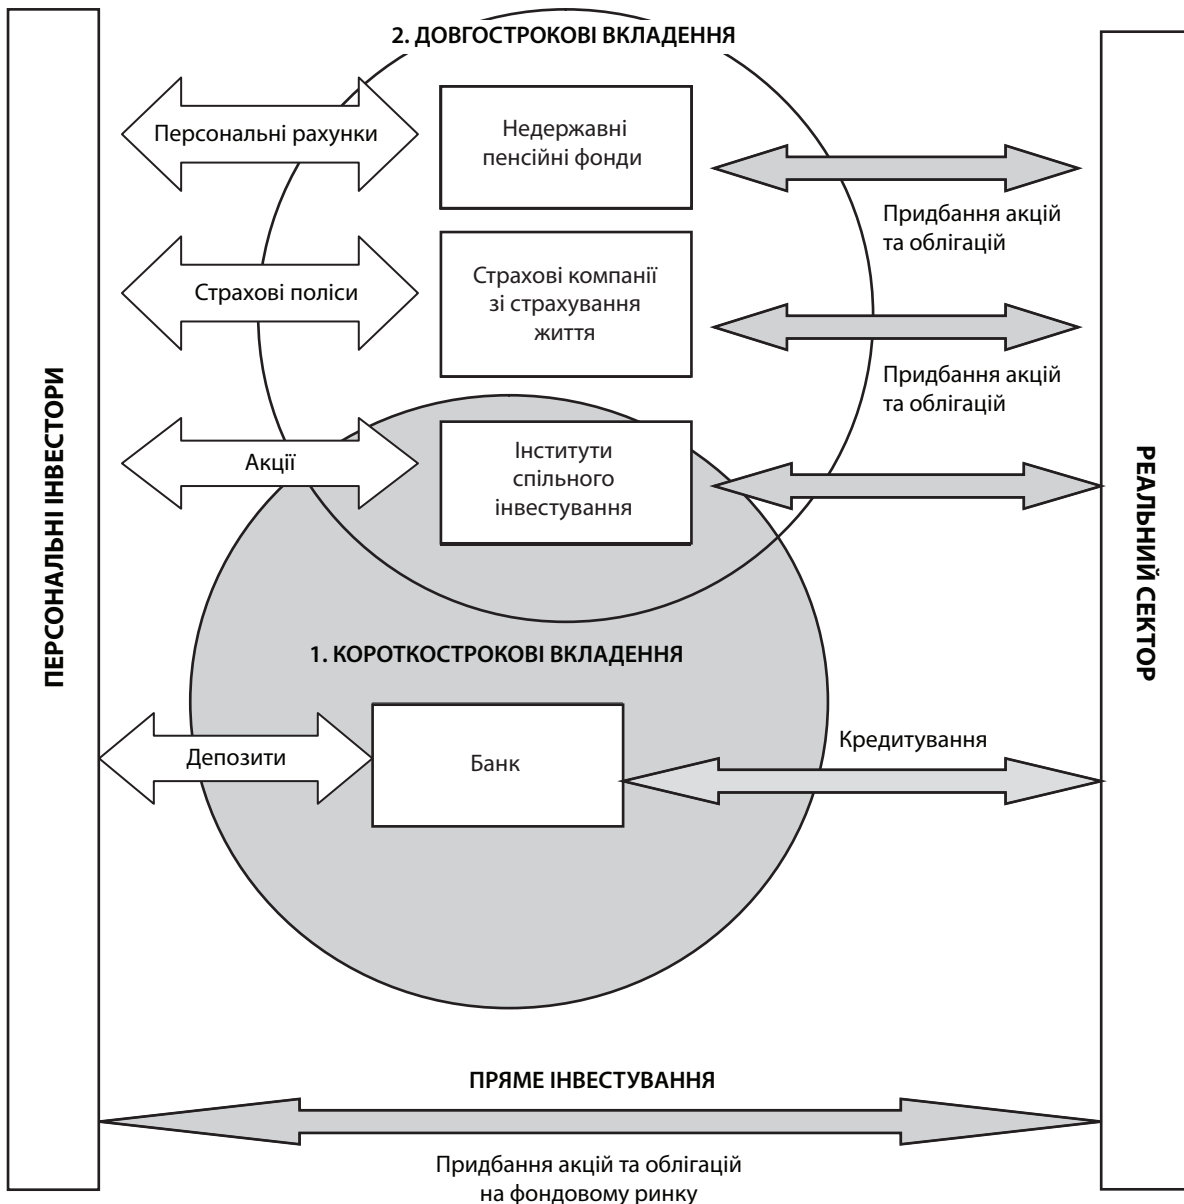 2. ДОВГОСТРОКОВІ ВКЛАДЕННЯ
Персональні рахунки
Недержавні
пенсійні фонди
Придбання акцій
та облігацій
Страхові поліси
Страхові компанії
зі страхування
життя
Придбання акцій
та облігацій
ПЕРСОНАЛЬНІ ІНВЕСТОРИ
Акції
Інститути
спільного
інвестування
РЕАЛЬНИЙ СЕКТОР
1. КОРОТКОСТРОКОВІ ВКЛАДЕННЯ
Депозити
Банк
Кредитування
ПРЯМЕ ІНВЕСТУВАННЯ
Придбання акцій та облігацій
на фондовому ринку